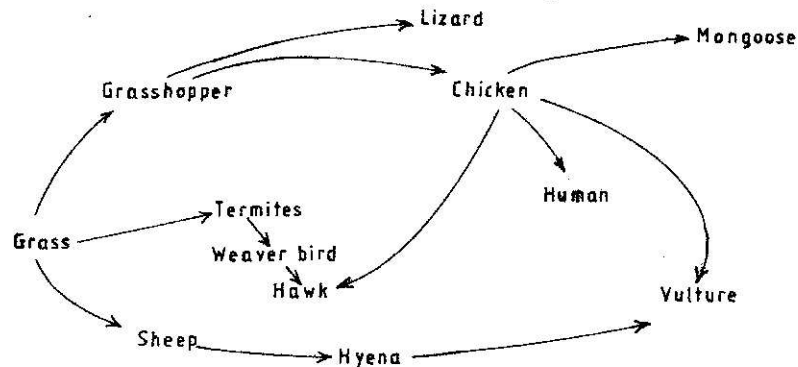 Lizard
Mongoose
Grasshopper
Chicken
Human
Termites
Grass
Weaver bird
Hawk
Vulture
Sheep
Hyena